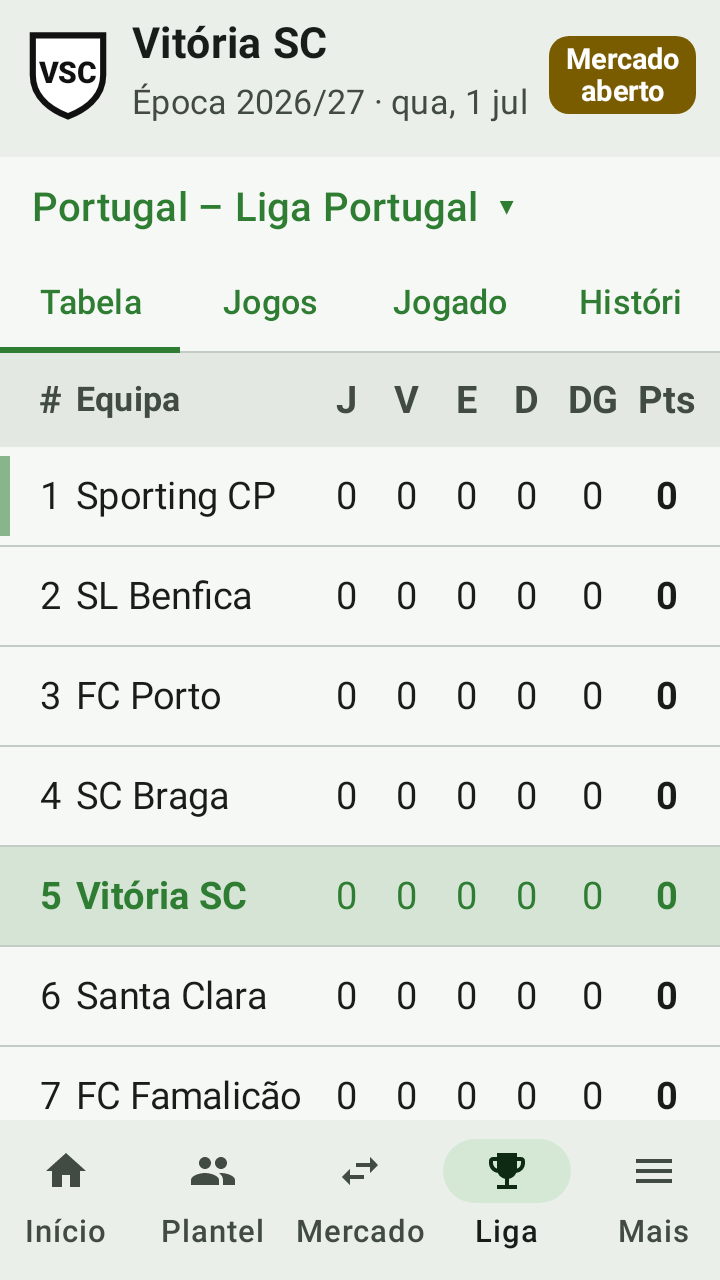 VSC
Vitória SC
Época 2026/27 · qua, 1 jul
Mercado
aberto
Portugal – Liga Portugal ▼
Tabela Jogos Jogado Históri
# Equipa J V E D DG Pts
1 Sporting CP 0 0 0 0 0 0
2 SL Benfica 0 0 0 0 0 0
3 FC Porto 0 0 0 0 0 0
4 SC Braga 0 0 0 0 0 0
5 Vitória SC 0 0 0 0 0 0
6 Santa Clara 0 0 0 0 0 0
7 FC Famalicão 0 0 0 0 0 0
Início Plantel Mercado Liga Mais